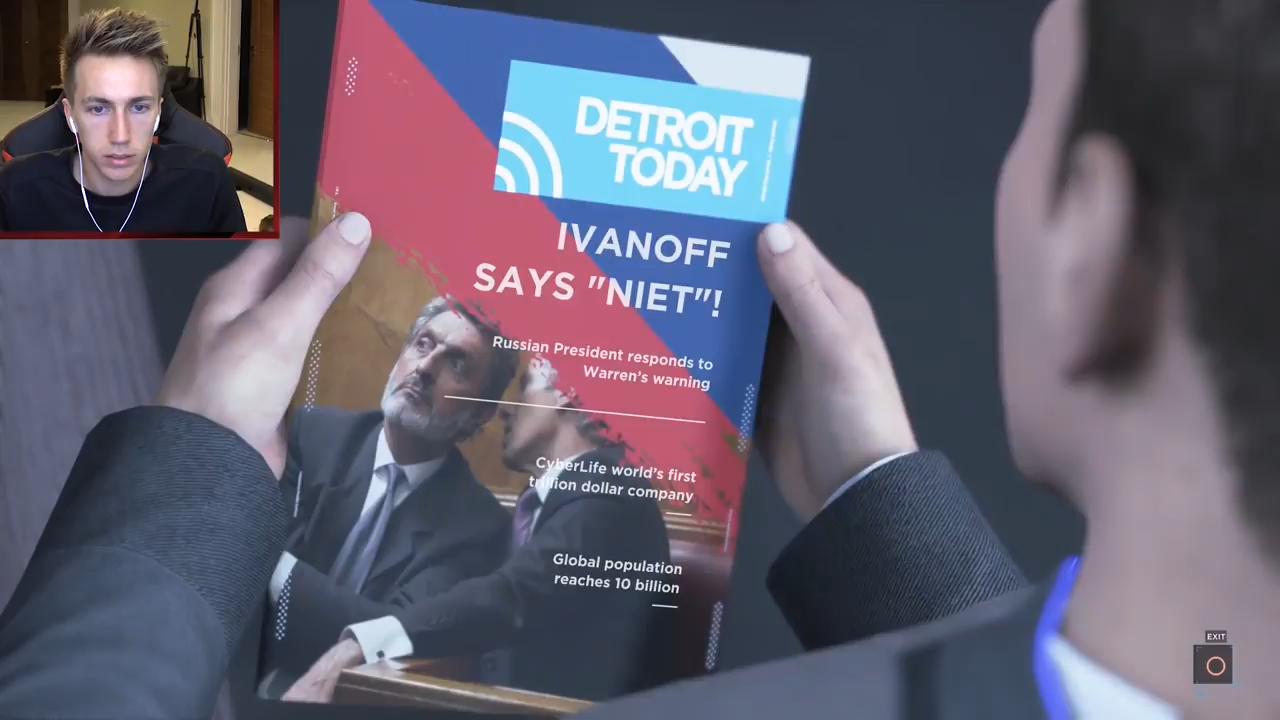 DETROIT
TODAY
IVANOFF
SAYS "NIET"!
Russian President responds to
Warren's warning
CyberLife world's first
trillion dollar company
Global population
reaches 10 billion
EXIT